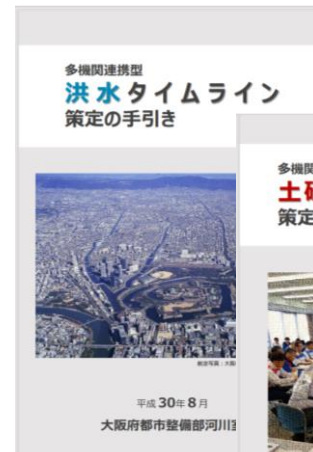 多機関連携型
洪水タイムライン
策定の手引き
平成30年8月
大阪府都市整備部河川室
多機関
土
策定